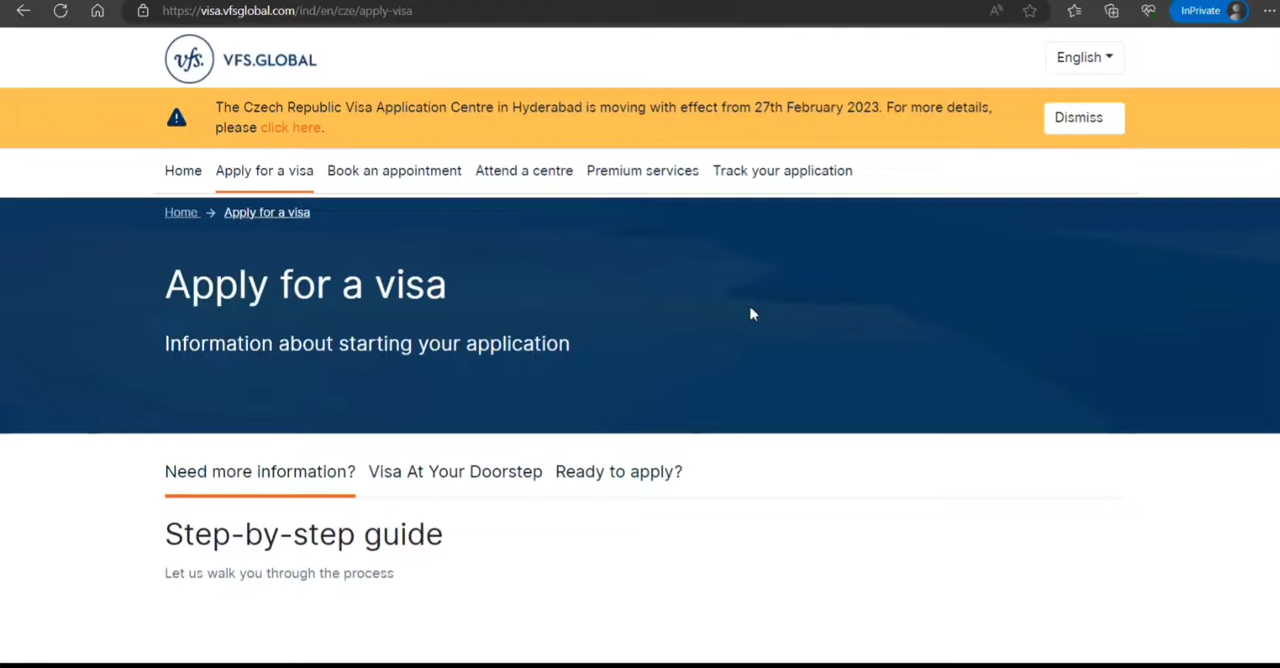 https://visa.vfsglobal.com/ind/en/cze/apply-visa
InPrivate
vfs.
VFS.GLOBAL
English
The Czech Republic Visa Application Centre in Hyderabad is moving with effect from 27th February 2023. For more details,
please click here.
Dismiss
Home Apply for a visa Book an appointment Attend a centre Premium services Track your application
Home → Apply for a visa
Apply for a visa
Information about starting your application
Need more information? Visa At Your Doorstep Ready to apply?
Step-by-step guide
Let us walk you through the process